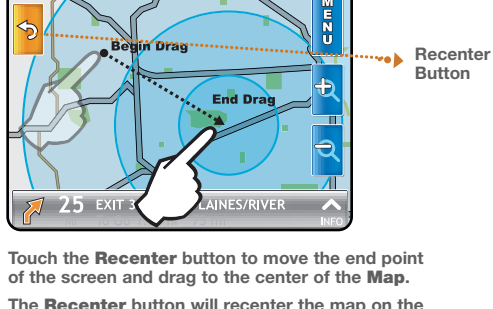 MENU
Begin Drag
Recenter
Button
End Drag
25 EXIT 3 LAINES/RIVER
INFO
Touch the Recenter button to move the end point
of the screen and drag to the center of the Map.
The Recenter button will recenter the map on the